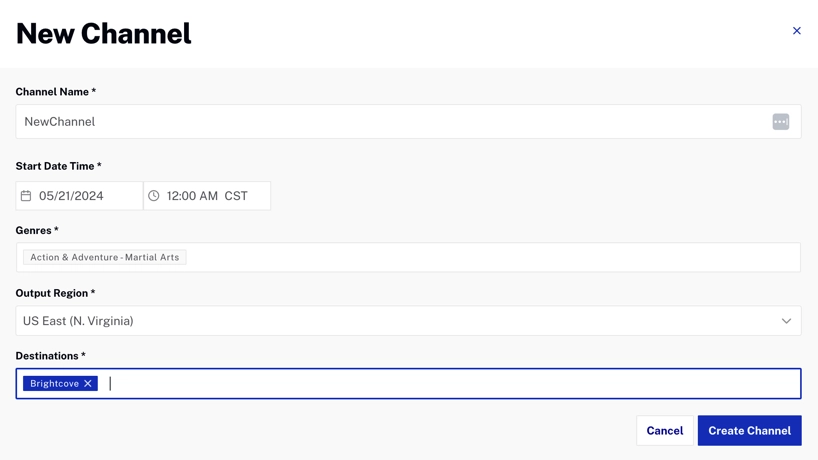 New Channel
Channel Name *
NewChannel
Start Date Time *
05/21/2024 12:00 AM CST
Genres *
Action & Adventure - Martial Arts
Output Region *
US East (N. Virginia)
Destinations *
Brightcove
Cancel Create Channel